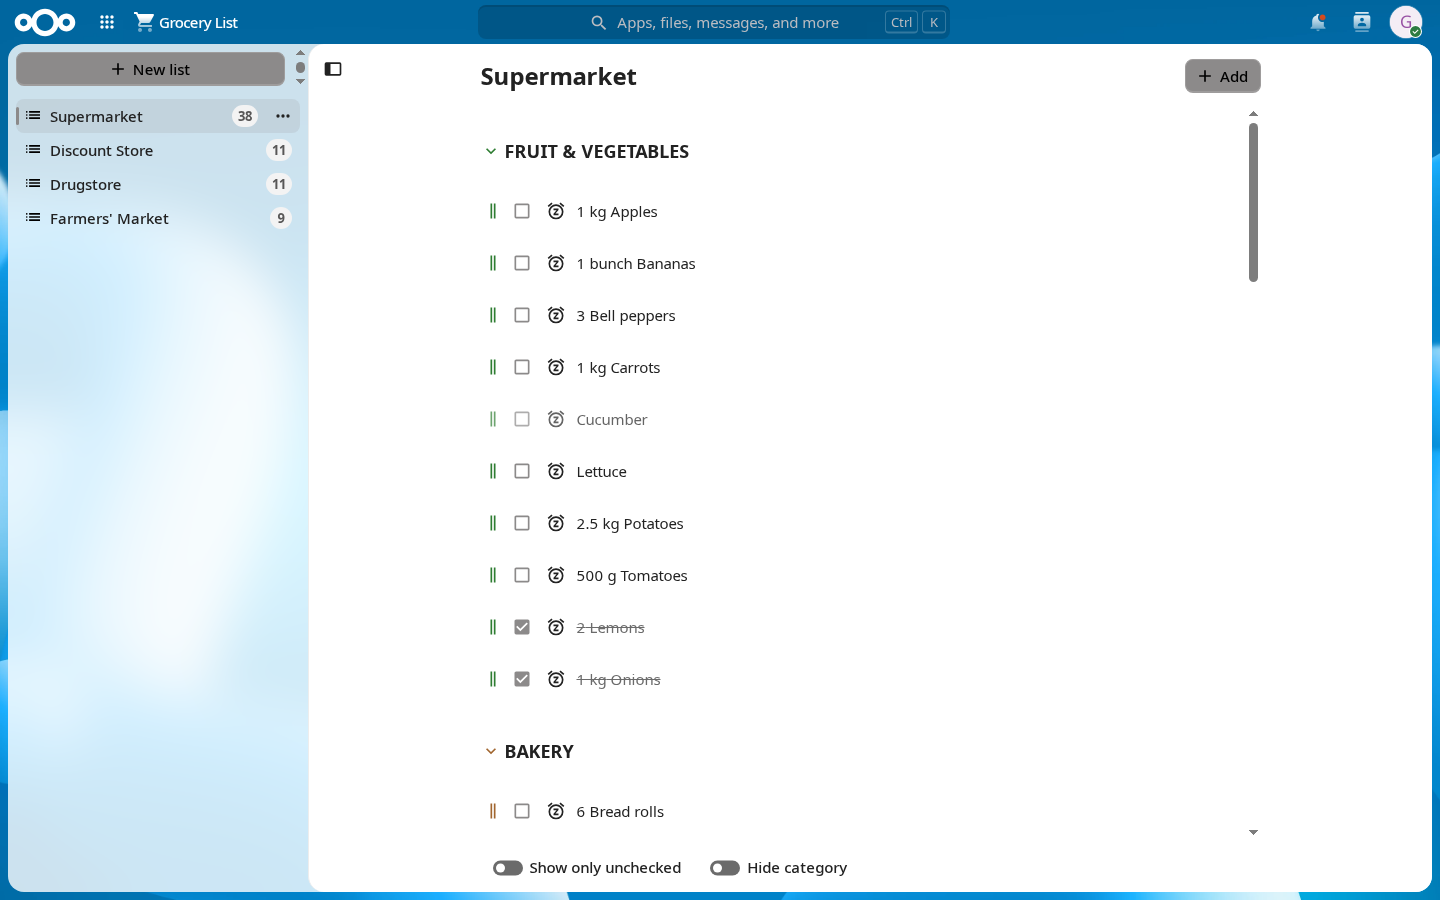 Grocery List
Apps, files, messages, and more
Ctrl
K
G
New list
Supermarket
38
Discount Store
11
Drugstore
11
Farmers' Market
9
Supermarket
Add
FRUIT & VEGETABLES
1 kg Apples
1 bunch Bananas
3 Bell peppers
1 kg Carrots
Cucumber
Lettuce
2.5 kg Potatoes
500 g Tomatoes
2 Lemons
1 kg Onions
BAKERY
6 Bread rolls
Show only unchecked
Hide category